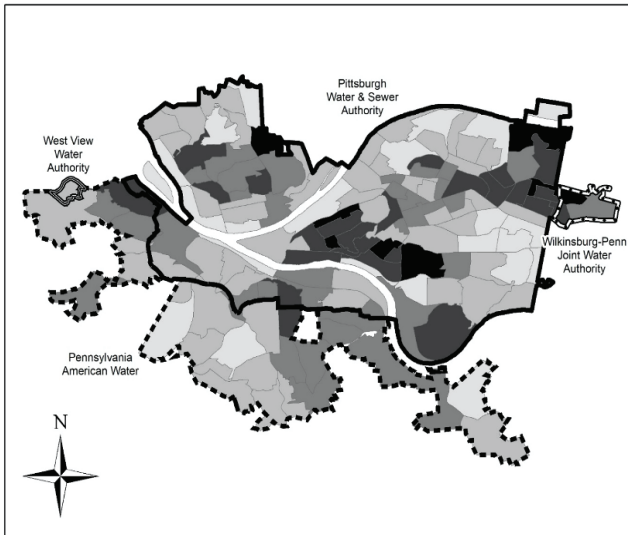 Pittsburgh
Water & Sewer
Authority
West View
Water
Authority
Wilkinsburg-Penn
Joint Water
Authority
Pennsylvania
American Water
N